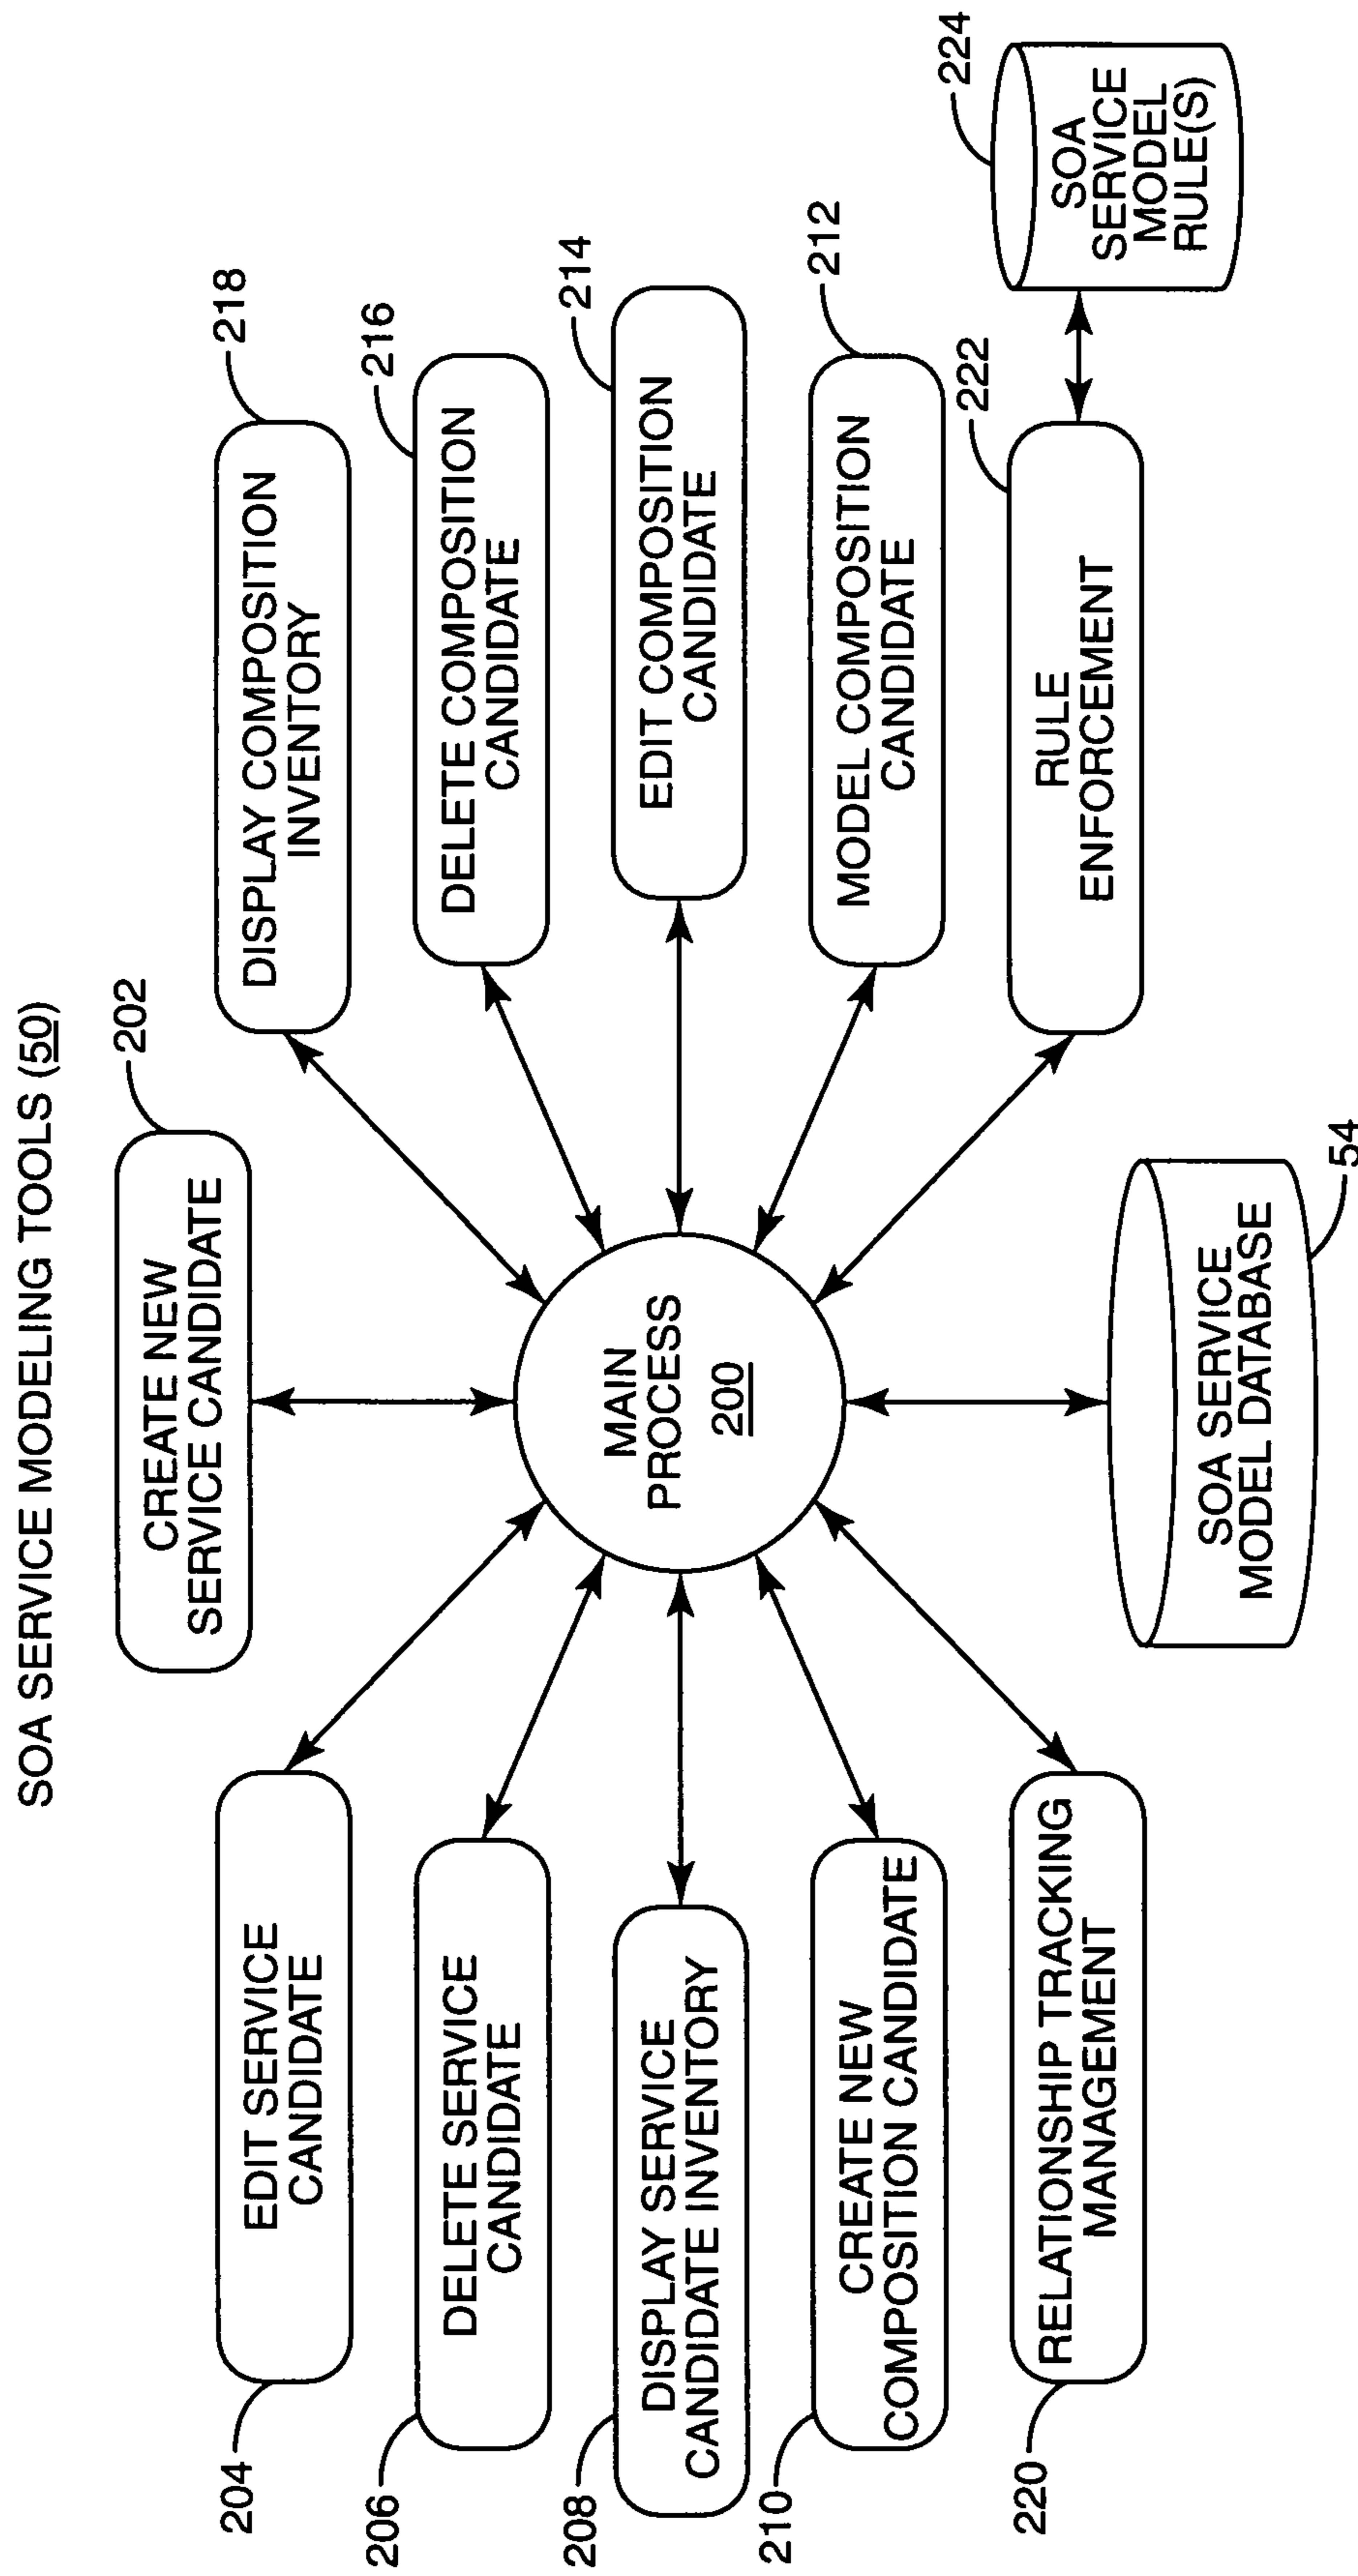 SOA SERVICE MODELING TOOLS (50)
202
CREATE NEW
SERVICE CANDIDATE
204
EDIT SERVICE
CANDIDATE
218
DISPLAY COMPOSITION
INVENTORY
206
DELETE SERVICE
CANDIDATE
216
DELETE COMPOSITION
CANDIDATE
208
DISPLAY SERVICE
CANDIDATE INVENTORY
MAIN
PROCESS
200
214
EDIT COMPOSITION
CANDIDATE
210
CREATE NEW
COMPOSITION CANDIDATE
212
MODEL COMPOSITION
CANDIDATE
220
RELATIONSHIP TRACKING
MANAGEMENT
222
RULE
ENFORCEMENT
224
SOA
SERVICE
MODEL
RULE(S)
SOA SERVICE
MODEL DATABASE
54